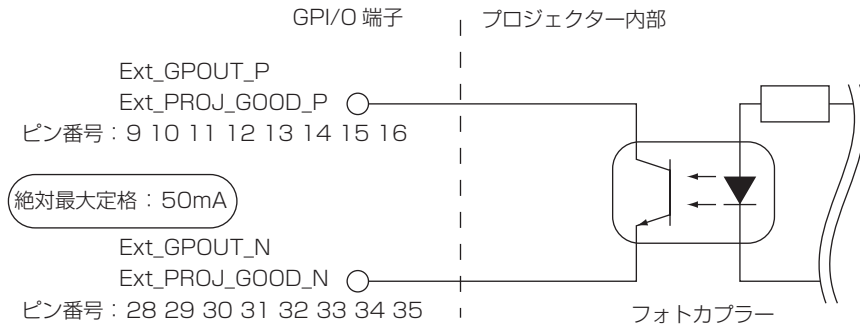 GPI/O 端子
プロジェクター内部
Ext_GPOUT_P
Ext_PROJ_GOOD_P
ピン番号：9 10 11 12 13 14 15 16
絶対最大定格：50mA
Ext_GPOUT_N
Ext_PROJ_GOOD_N
ピン番号：28 29 30 31 32 33 34 35
フォトカプラー